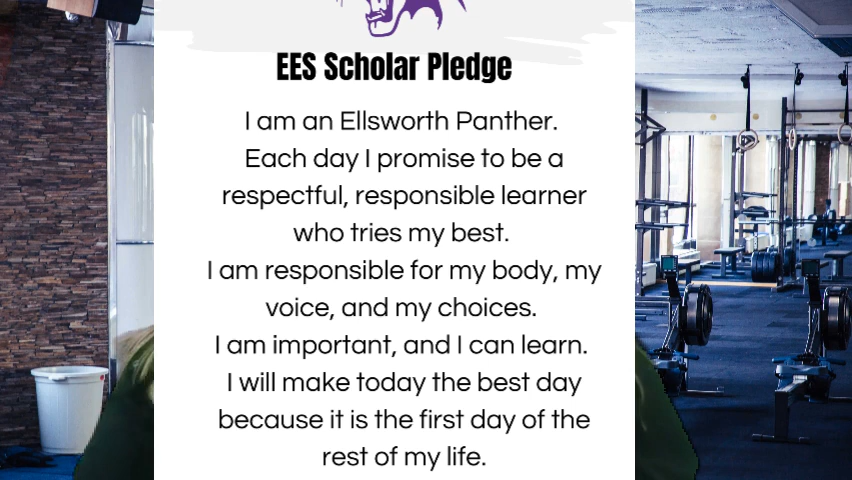 EES Scholar Pledge
I am an Ellsworth Panther.
Each day I promise to be a
respectful, responsible learner
who tries my best.
I am responsible for my body, my
voice, and my choices.
I am important, and I can learn.
I will make today the best day
because it is the first day of the
rest of my life.